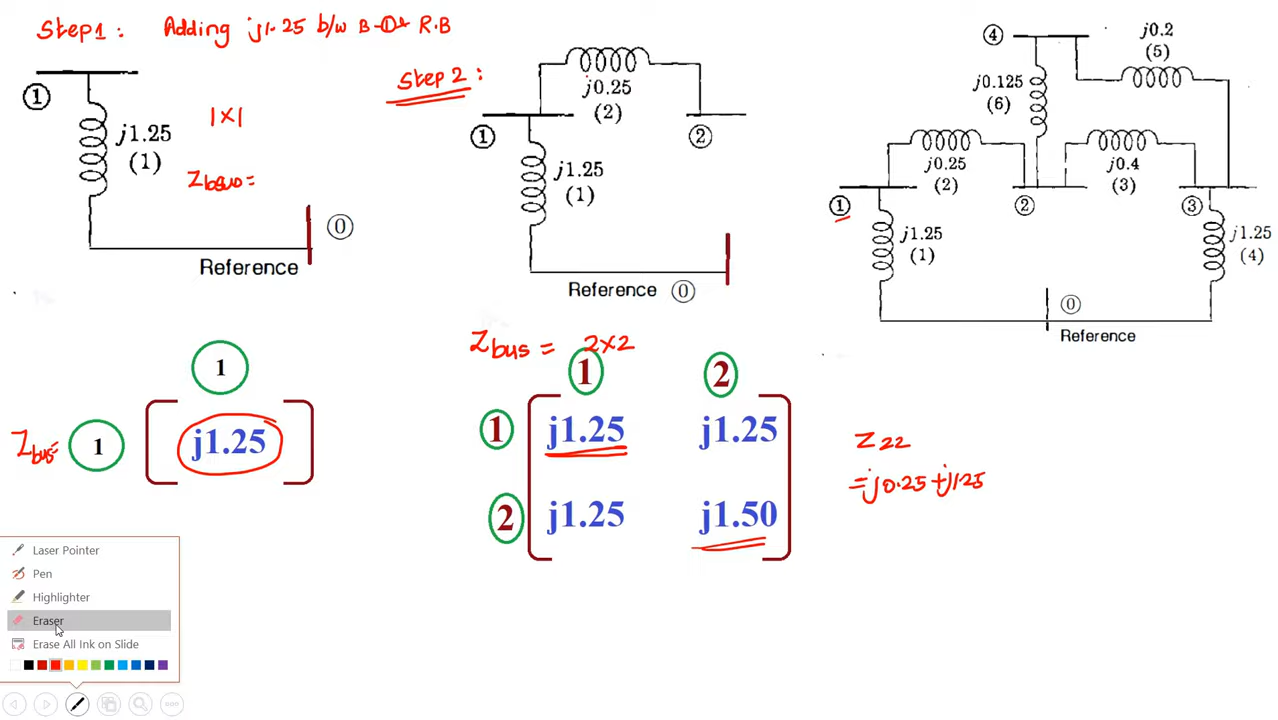 Step1 : Adding j1.25 b/w B-① & R.B
①
j1.25
(1)
1×1
Zbus=
⓪
Reference
Step 2 :
j0.25
(2)
①
②
j1.25
(1)
Reference ⓪
④
j0.2
(5)
j0.125
(6)
j0.25
(2)
j0.4
(3)
①
②
③
j1.25
(1)
j1.25
(4)
⓪
Reference
1
Zbus= 1 j1.25
Zbus = 2×2
1 2
1 j1.25 j1.25
2 j1.25 j1.50
Z22
=j0.25+j1.25
Laser Pointer
Pen
Highlighter
Eraser
Erase All Ink on Slide